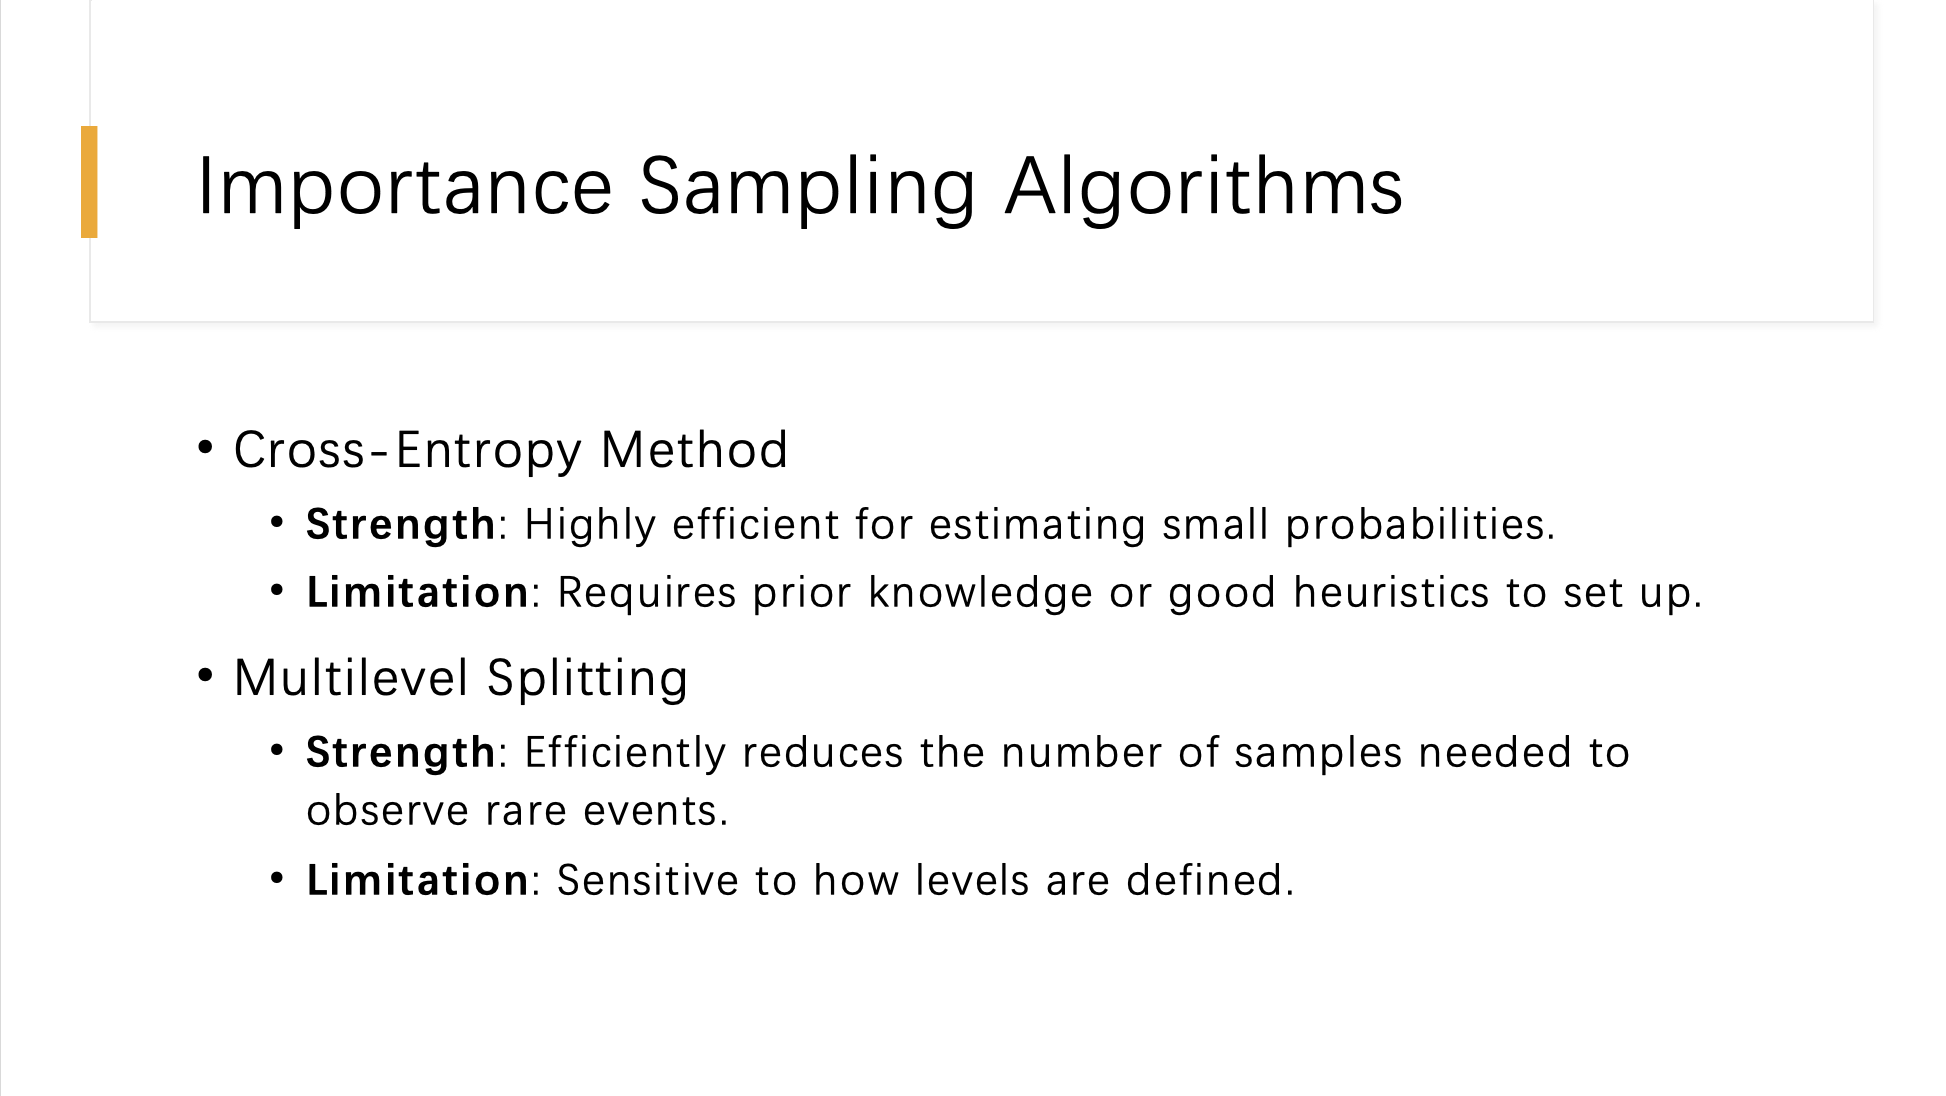 Importance Sampling Algorithms
• Cross-Entropy Method
• Strength: Highly efficient for estimating small probabilities.
• Limitation: Requires prior knowledge or good heuristics to set up.
• Multilevel Splitting
• Strength: Efficiently reduces the number of samples needed to
observe rare events.
• Limitation: Sensitive to how levels are defined.